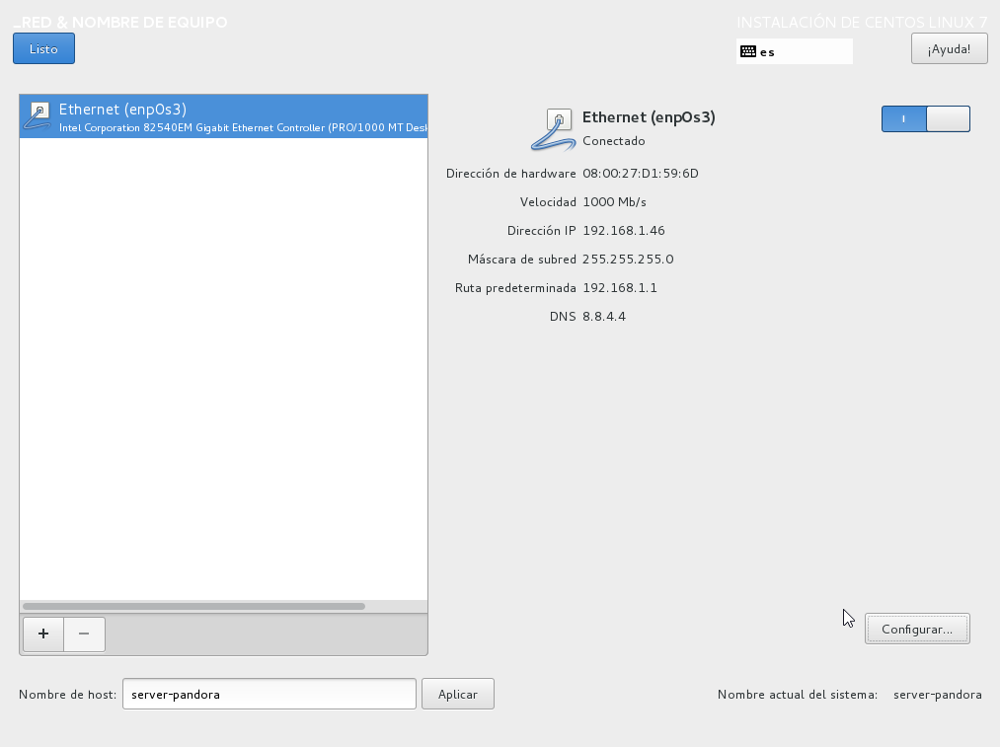 RED & NOMBRE DE EQUIPO
INSTALACIÓN DE CENTOS LINUX 7
Listo
es
¡Ayuda!
Ethernet (enp0s3)
Intel Corporation 82540EM Gigabit Ethernet Controller (PRO/1000 MT Desk
Ethernet (enp0s3)
Conectado
Dirección de hardware 08:00:27:D1:59:6D
Velocidad 1000 Mb/s
Dirección IP 192.168.1.46
Máscara de subred 255.255.255.0
Ruta predeterminada 192.168.1.1
DNS 8.8.4.4
+ −
Configurar...
Nombre de host: server-pandora Aplicar
Nombre actual del sistema: server-pandora